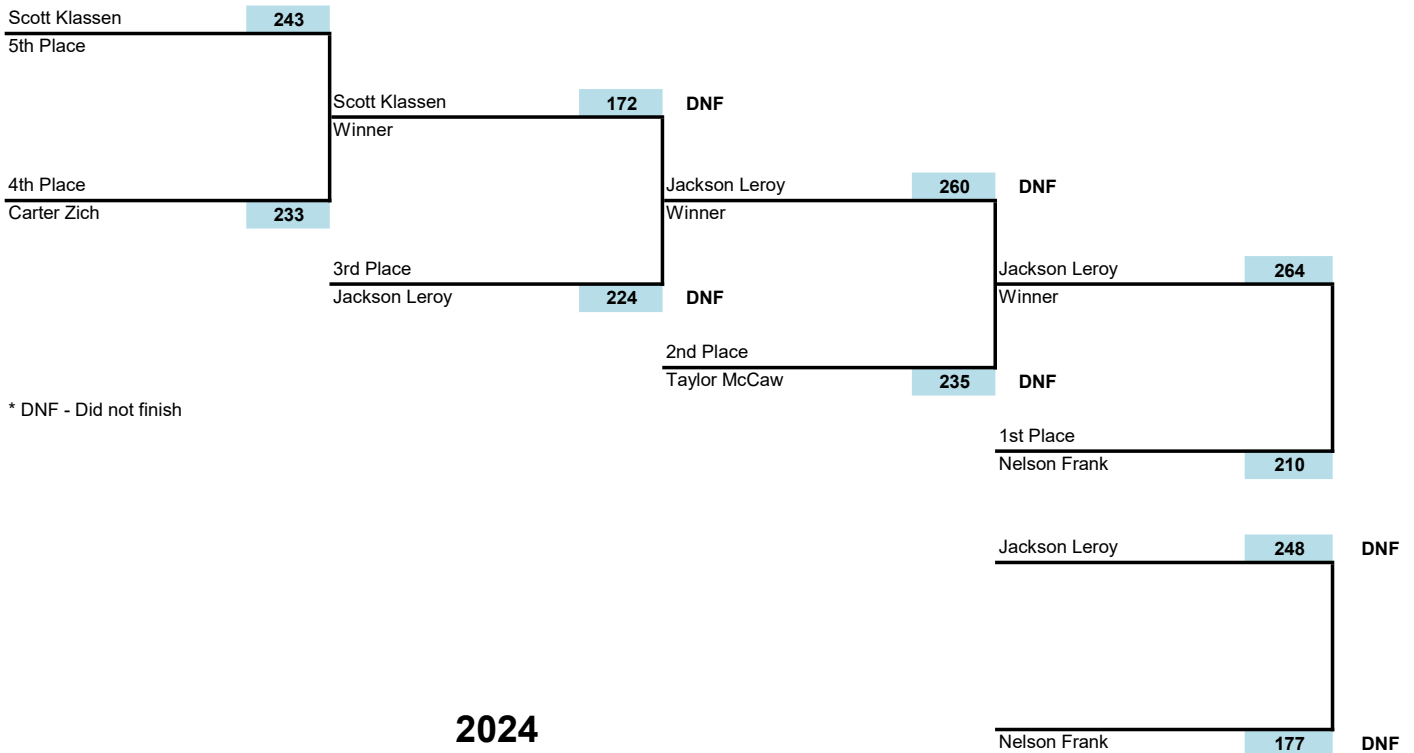 Scott Klassen 243
5th Place
Scott Klassen 172 DNF
Winner
4th Place
Jackson Leroy 260 DNF
Carter Zich 233
Winner
3rd Place
Jackson Leroy 264
Jackson Leroy 224 DNF
Winner
2nd Place
Taylor McCaw 235 DNF
* DNF - Did not finish
1st Place
Nelson Frank 210
Jackson Leroy 248 DNF
2024
Nelson Frank 177 DNF